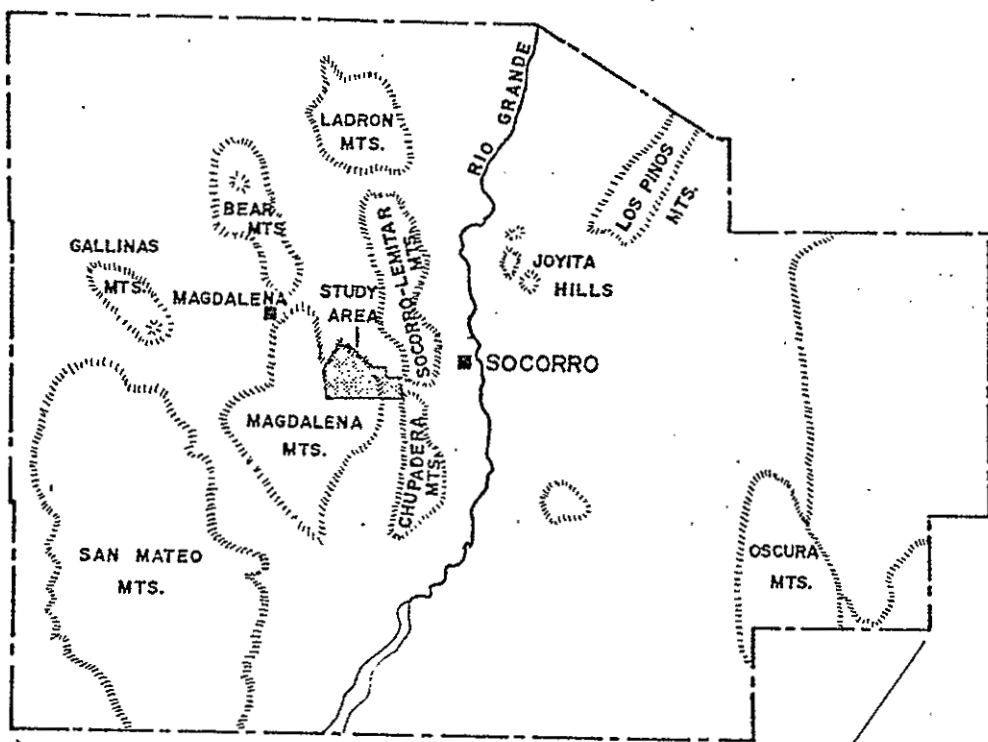 RIO GRANDE
LADRON
MTS.
LOS PINOS
MTS.
BEAR
MTS
GALLINAS
MTS.
MAGDALENA
STUDY
AREA
SOCORRO-LEMITAR
MTS.
JOYITA
HILLS
SOCORRO
MAGDALENA
MTS.
CHUPADERA
MTS.
SAN MATEO
MTS.
OSCURA
MTS.